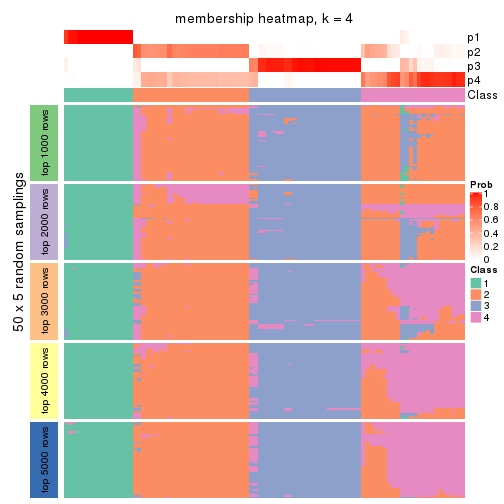 membership heatmap, k = 4
p1
p2
p3
p4
Class
50 x 5 random samplings
top 1000 rows
top 2000 rows
top 3000 rows
top 4000 rows
top 5000 rows
Prob
1
0.8
0.6
0.4
0.2
0
Class
1
2
3
4